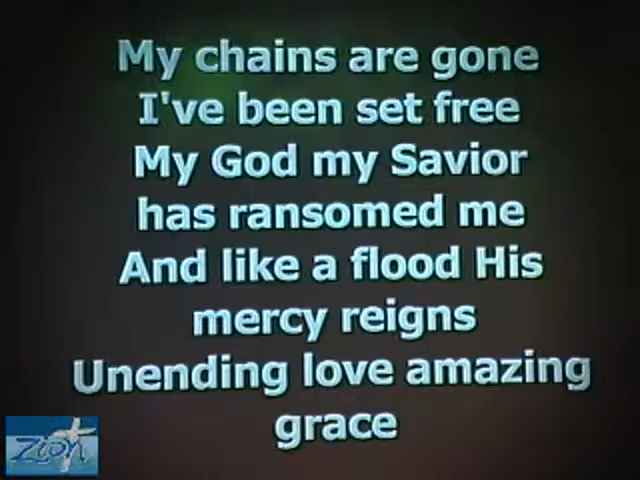 My chains are gone
I've been set free
My God my Savior
has ransomed me
And like a flood His
mercy reigns
Unending love amazing
grace
Zion